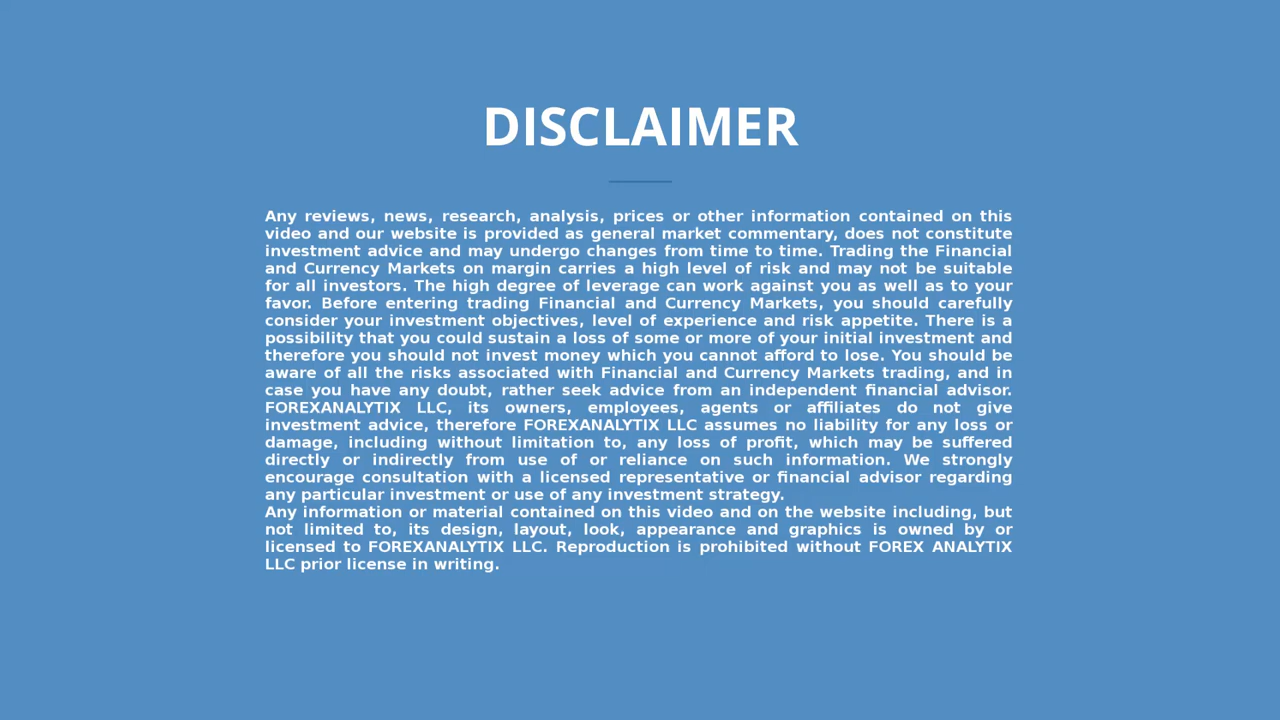 DISCLAIMER
Any reviews, news, research, analysis, prices or other information contained on this
video and our website is provided as general market commentary, does not constitute
investment advice and may undergo changes from time to time. Trading the Financial
and Currency Markets on margin carries a high level of risk and may not be suitable
for all investors. The high degree of leverage can work against you as well as to your
favor. Before entering trading Financial and Currency Markets, you should carefully
consider your investment objectives, level of experience and risk appetite. There is a
possibility that you could sustain a loss of some or more of your initial investment and
therefore you should not invest money which you cannot afford to lose. You should be
aware of all the risks associated with Financial and Currency Markets trading, and in
case you have any doubt, rather seek advice from an independent financial advisor.
FOREXANALYTIX LLC, its owners, employees, agents or affiliates do not give
investment advice, therefore FOREXANALYTIX LLC assumes no liability for any loss or
damage, including without limitation to, any loss of profit, which may be suffered
directly or indirectly from use of or reliance on such information. We strongly
encourage consultation with a licensed representative or financial advisor regarding
any particular investment or use of any investment strategy.
Any information or material contained on this video and on the website including, but
not limited to, its design, layout, look, appearance and graphics is owned by or
licensed to FOREXANALYTIX LLC. Reproduction is prohibited without FOREX ANALYTIX
LLC prior license in writing.